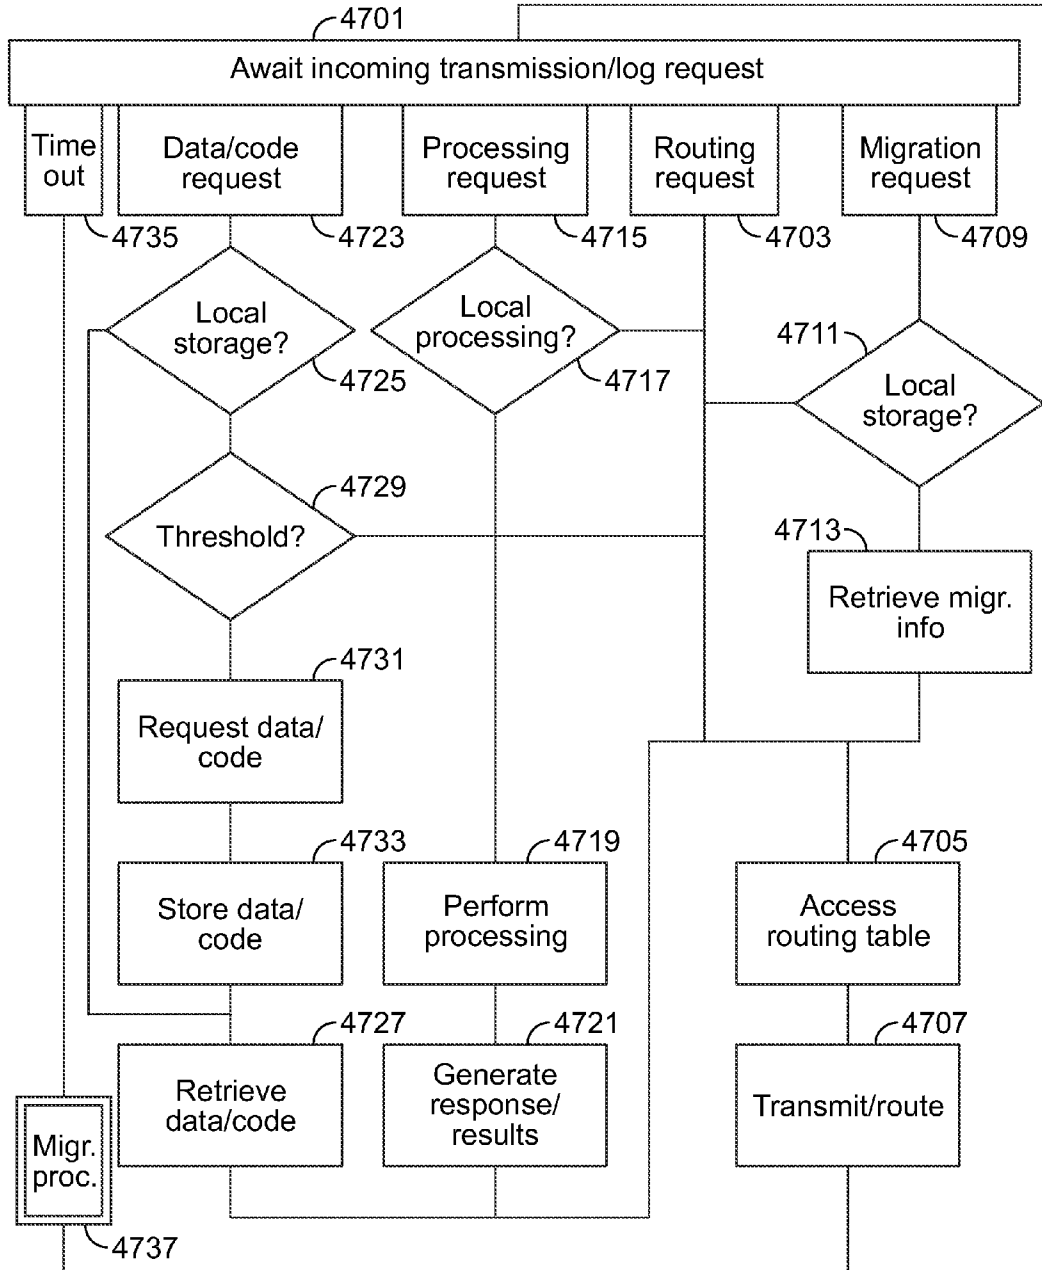 4701
Await incoming transmission/log request
Time
out
Data/code
request
Processing
request
Routing
request
Migration
request
4735
4723
4715
4703
4709
Local
storage?
4725
Local
processing?
4717
4711
Local
storage?
4729
Threshold?
4713
Retrieve migr.
info
4731
Request data/
code
4733
Store data/
code
4719
Perform
processing
4705
Access
routing table
4727
Retrieve
data/code
4721
Generate
response/
results
4707
Transmit/route
Migr.
proc.
4737